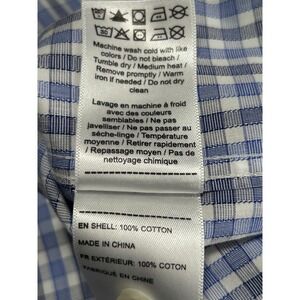 Machine wash cold with like
colors / Do not bleach /
Tumble dry / Medium heat /
Remove promptly / Warm
iron if needed / Do not dry
clean
Lavage en machine à froid
avec des couleurs
semblables / Ne pas
javelliser / Ne pas passer au
sèche-linge / Température
moyenne / Retirer rapidement
/ Repassage moyen / Pas de
nettoyage chimique
EN SHELL: 100% COTTON
MADE IN CHINA
FR EXTÉRIEUR: 100% COTON
FABRIQUÉ EN CHINE